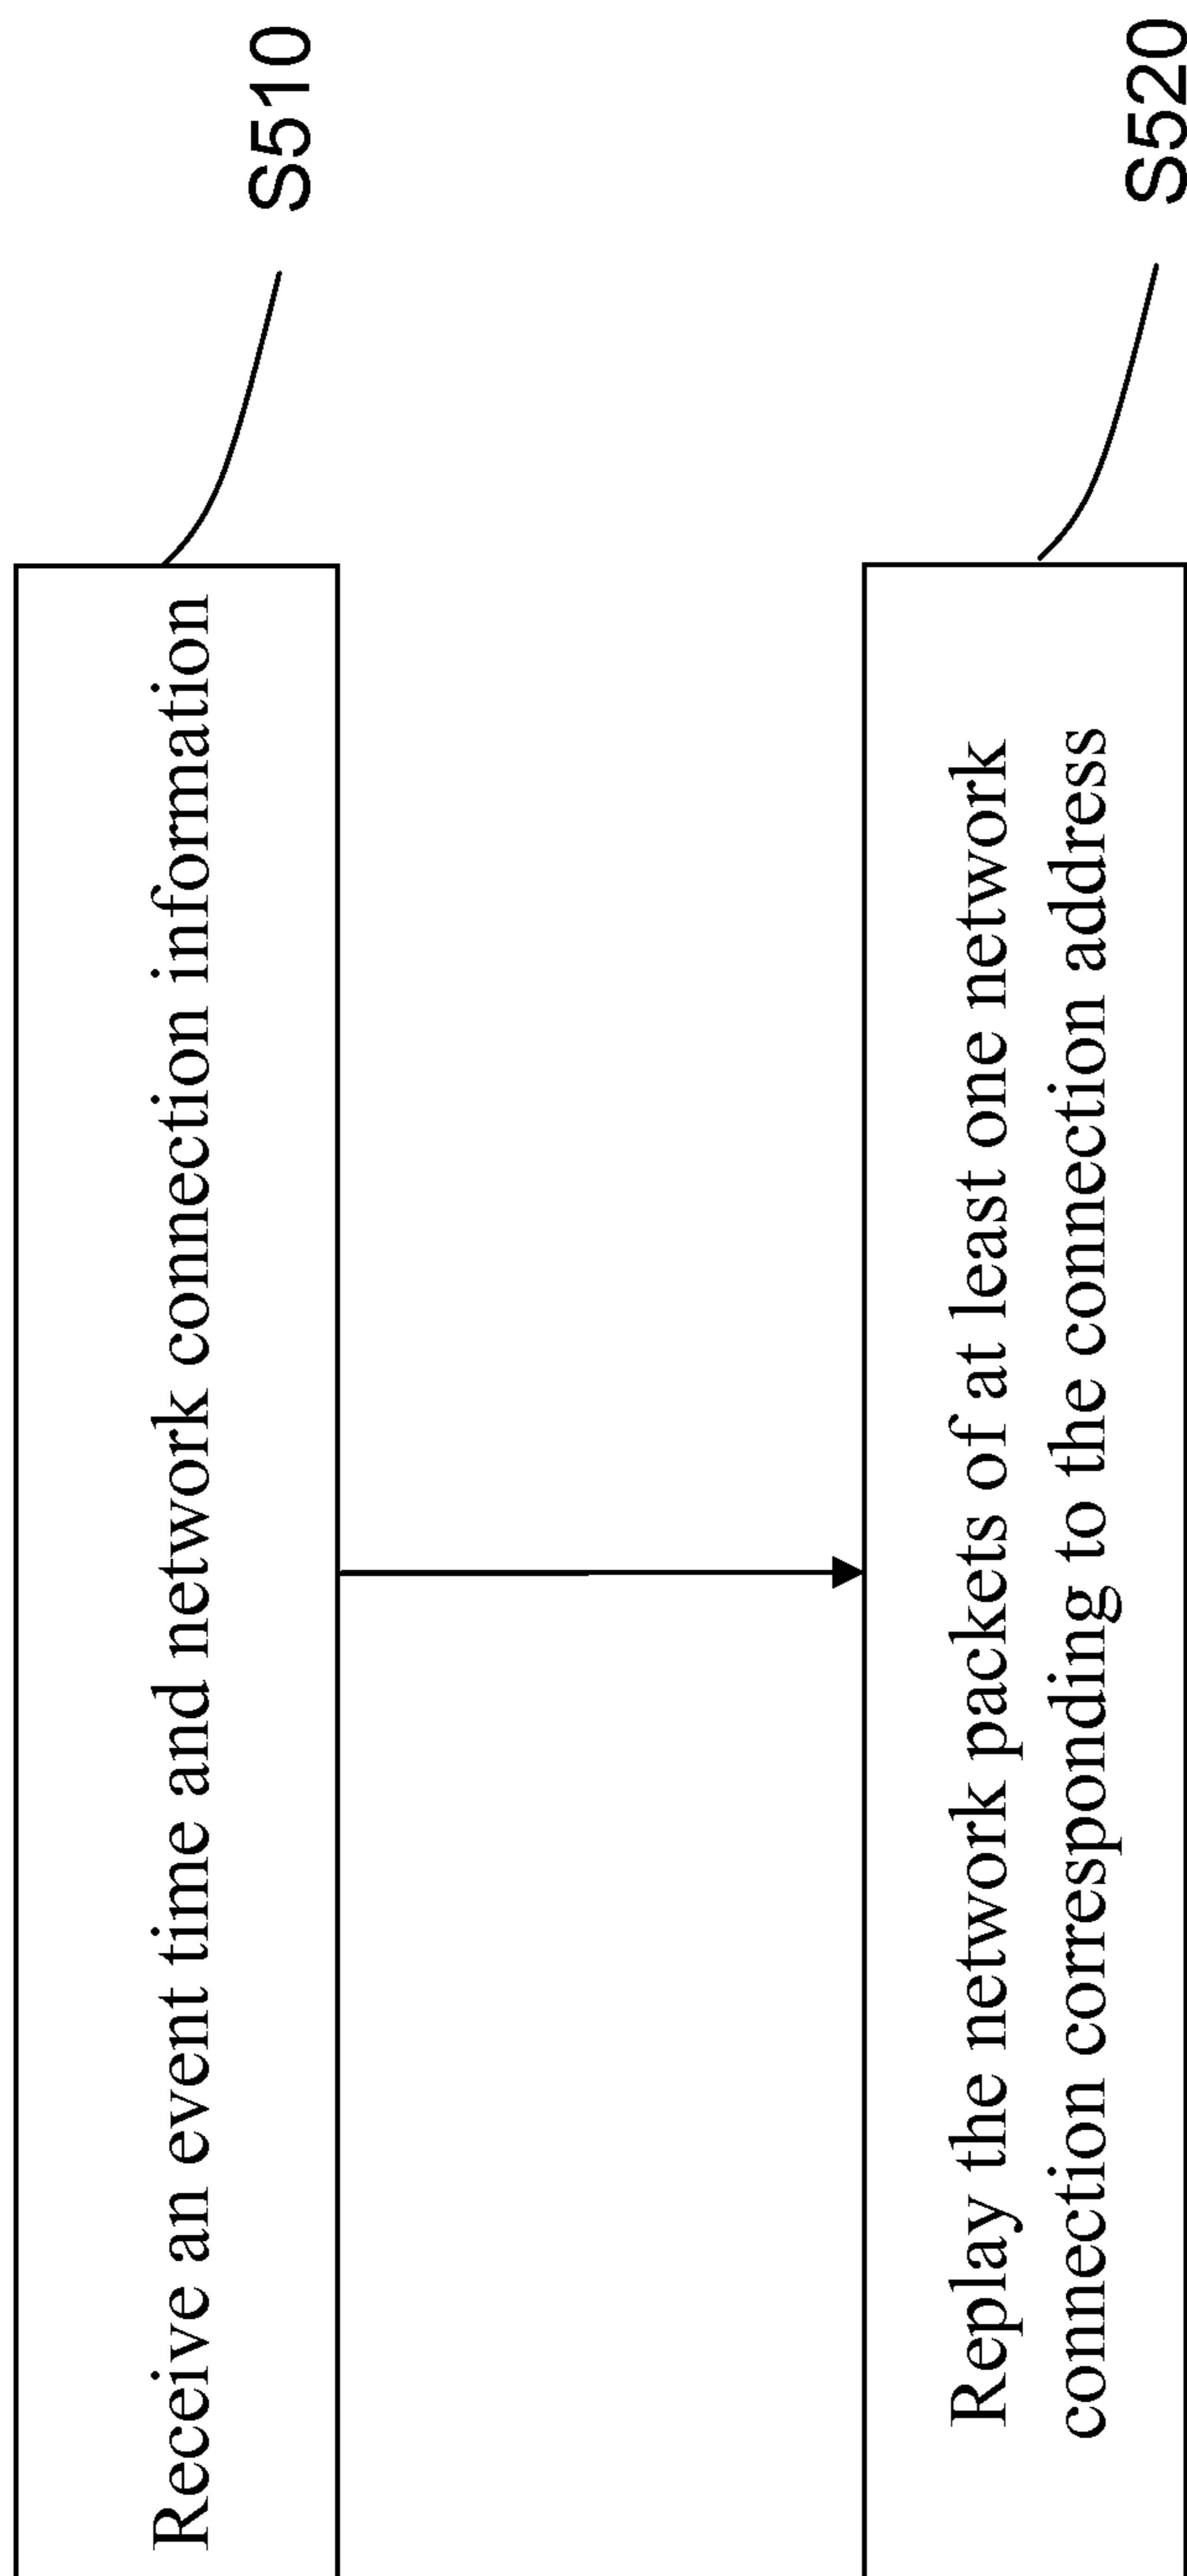 Receive an event time and network connection information
S510
Replay the network packets of at least one network
connection corresponding to the connection address
S520